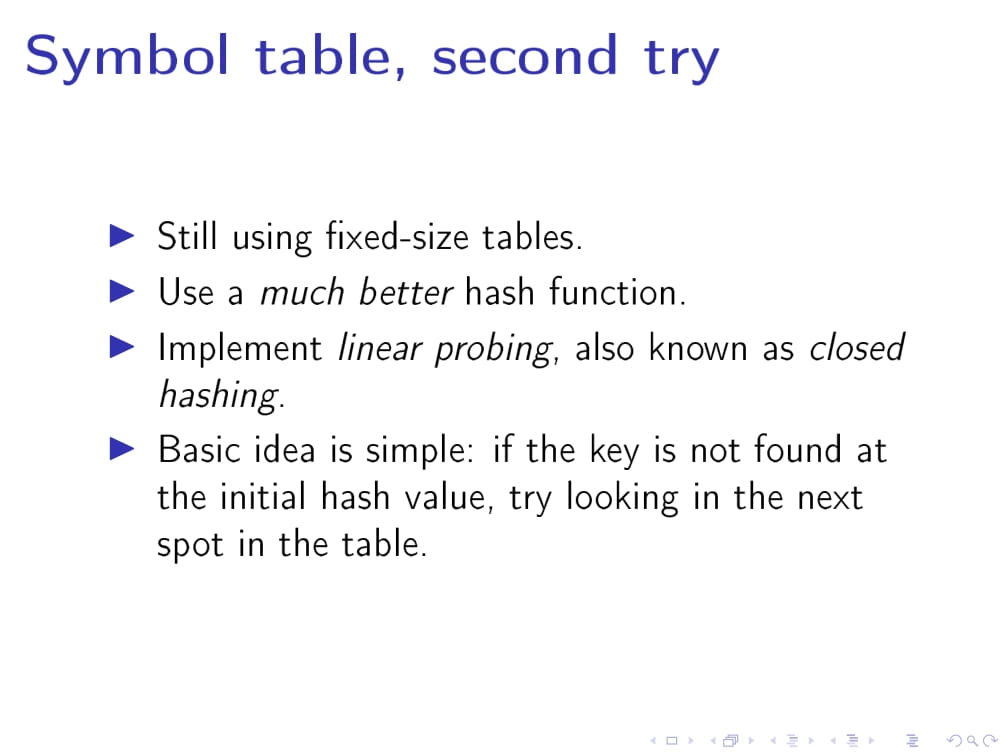 Symbol table, second try
Still using fixed-size tables.
Use a much better hash function.
Implement linear probing, also known as closed
hashing.
Basic idea is simple: if the key is not found at
the initial hash value, try looking in the next
spot in the table.